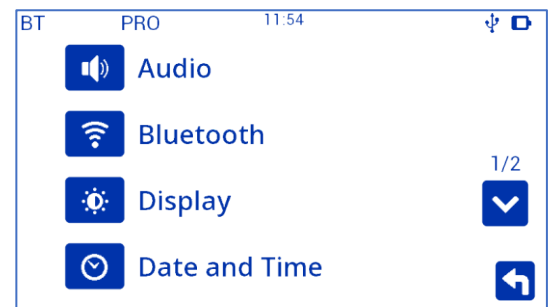 BT PRO 11:54
Audio
Bluetooth
1/2
Display
Date and Time